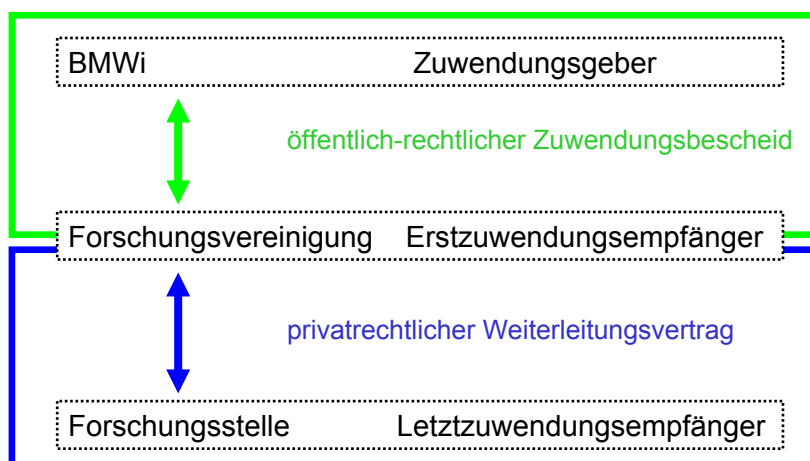 BMWi Zuwendungsgeber
öffentlich-rechtlicher Zuwendungsbescheid
Forschungsvereinigung Erstzuwendungsempfänger
privatrechtlicher Weiterleitungsvertrag
Forschungsstelle Letztzuwendungsempfänger